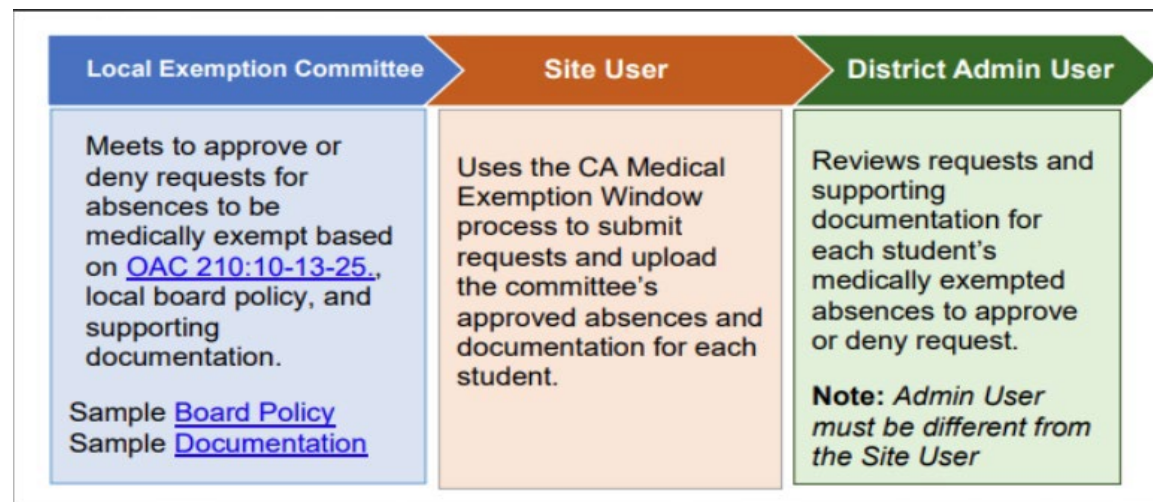 Local Exemption Committee
Site User
District Admin User
Meets to approve or
deny requests for
absences to be
medically exempt based
on OAC 210:10-13-25.,
local board policy, and
supporting
documentation.
Sample Board Policy
Sample Documentation
Uses the CA Medical
Exemption Window
process to submit
requests and upload
the committee's
approved absences and
documentation for each
student.
Reviews requests and
supporting
documentation for
each student's
medically exempted
absences to approve
or deny request.
Note: Admin User
must be different from
the Site User